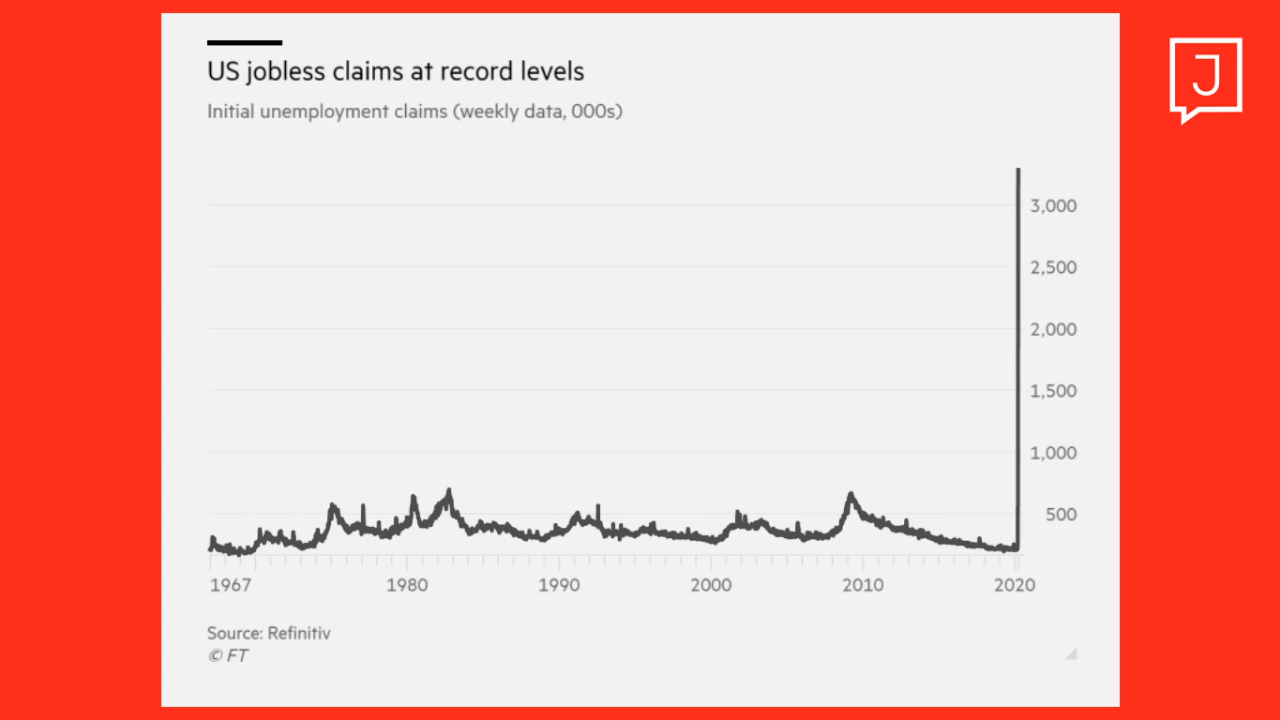 US jobless claims at record levels
Initial unemployment claims (weekly data, 000s)
J
3,000
2,500
2,000
1,500
1,000
500
1967 1980 1990 2000 2010 2020
Source: Refinitiv
© FT